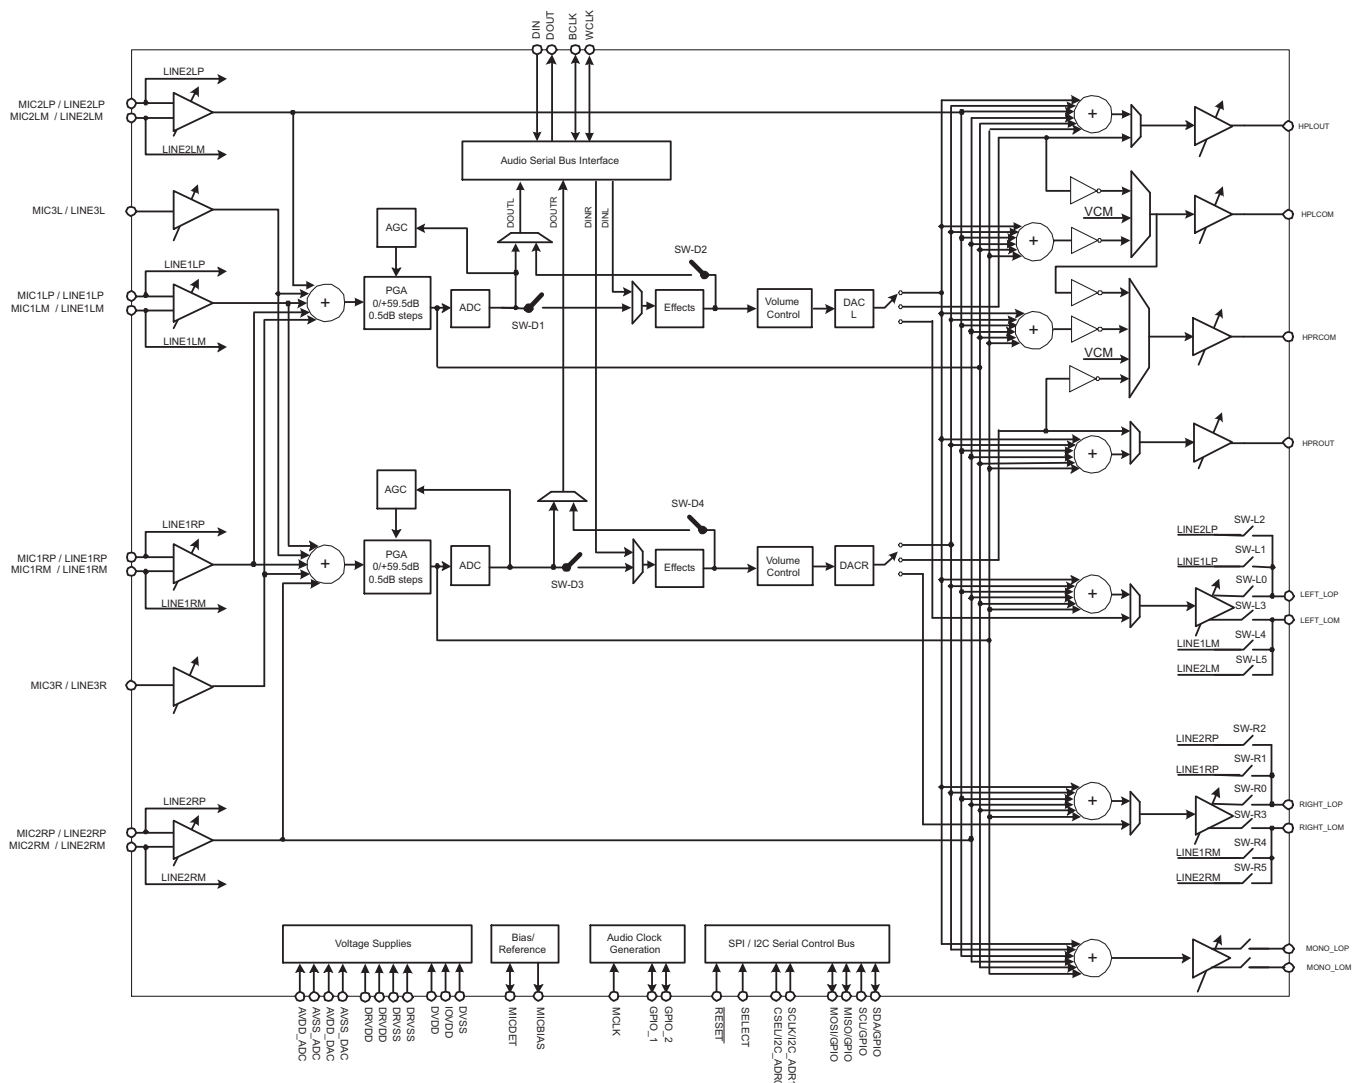 DIN
DOUT
BCLK
WCLK
LINE2LP
MIC2LP / LINE2LP
MIC2LM / LINE2LM
LINE2LM
MIC3L / LINE3L
LINE1LP
MIC1LP / LINE1LP
MIC1LM / LINE1LM
LINE1LM
+
AGC
PGA
0/+59.5dB
0.5dB steps
ADC
Audio Serial Bus Interface
DOUTL
DOUTR
DINR
DINL
SW-D1
SW-D2
Effects
Volume
Control
DAC
L
+
HPLOUT
VCM
+
HPLCOM
+
VCM
HPRCOM
+
HPROUT
LINE1RP
MIC1RP / LINE1RP
MIC1RM / LINE1RM
LINE1RM
+
AGC
PGA
0/+59.5dB
0.5dB steps
ADC
SW-D3
SW-D4
Effects
Volume
Control
DACR
+
SW-L2
LINE2LP
SW-L1
LINE1LP
SW-L0
LEFT_LOP
SW-L3
LEFT_LOM
SW-L4
LINE1LM
SW-L5
LINE2LM
MIC3R / LINE3R
LINE2RP
MIC2RP / LINE2RP
MIC2RM / LINE2RM
LINE2RM
+
SW-R2
LINE2RP
SW-R1
LINE1RP
SW-R0
RIGHT_LOP
SW-R3
RIGHT_LOM
SW-R4
LINE1RM
SW-R5
LINE2RM
+
MONO_LOP
MONO_LOM
Voltage Supplies
Bias/
Reference
Audio Clock
Generation
SPI / I2C Serial Control Bus
AVDD_ADC
AVSS_ADC
AVDD_DAC
AVSS_DAC
DRVDD
DRVDD
DRVSS
DRVSS
DVDD
IOVDD
DVSS
MICDET
MICBIAS
MCLK
GPIO_1
GPIO_2
RESET
SELECT
CSEL/I2C_ADR
SCLK/I2C_ADR
MOSI/GPIO
MISO/GPIO
SCL/GPIO
SDA/GPIO